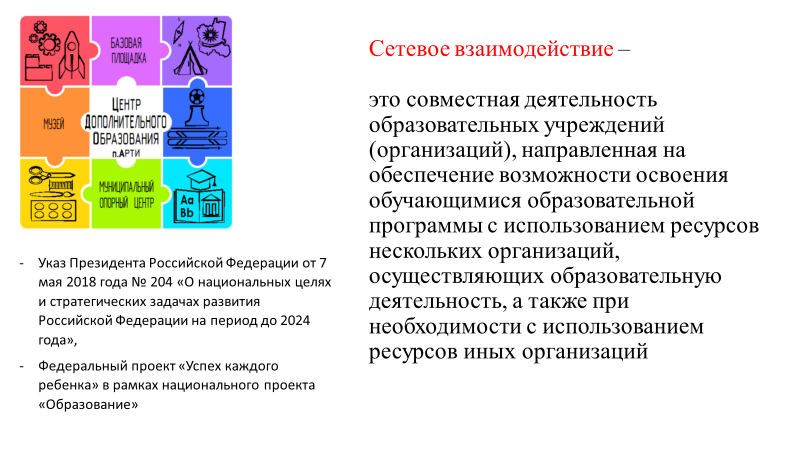 БАЗОВАЯ
ПЛОЩАДКА
МУЗЕЙ
ЦЕНТР
ДОПОЛНИТЕЛЬНОГО
ОБРАЗОВАНИЯ
п.АРТИ
МУНИЦИПАЛЬНЫЙ
ОПОРНЫЙ ЦЕНТР
Aa
Bb
- Указ Президента Российской Федерации от 7
мая 2018 года № 204 «О национальных целях
и стратегических задачах развития
Российской Федерации на период до 2024
года»,
- Федеральный проект «Успех каждого
ребенка» в рамках национального проекта
«Образование»
Сетевое взаимодействие –
это совместная деятельность
образовательных учреждений
(организаций), направленная на
обеспечение возможности освоения
обучающимися образовательной
программы с использованием ресурсов
нескольких организаций,
осуществляющих образовательную
деятельность, а также при
необходимости с использованием
ресурсов иных организаций